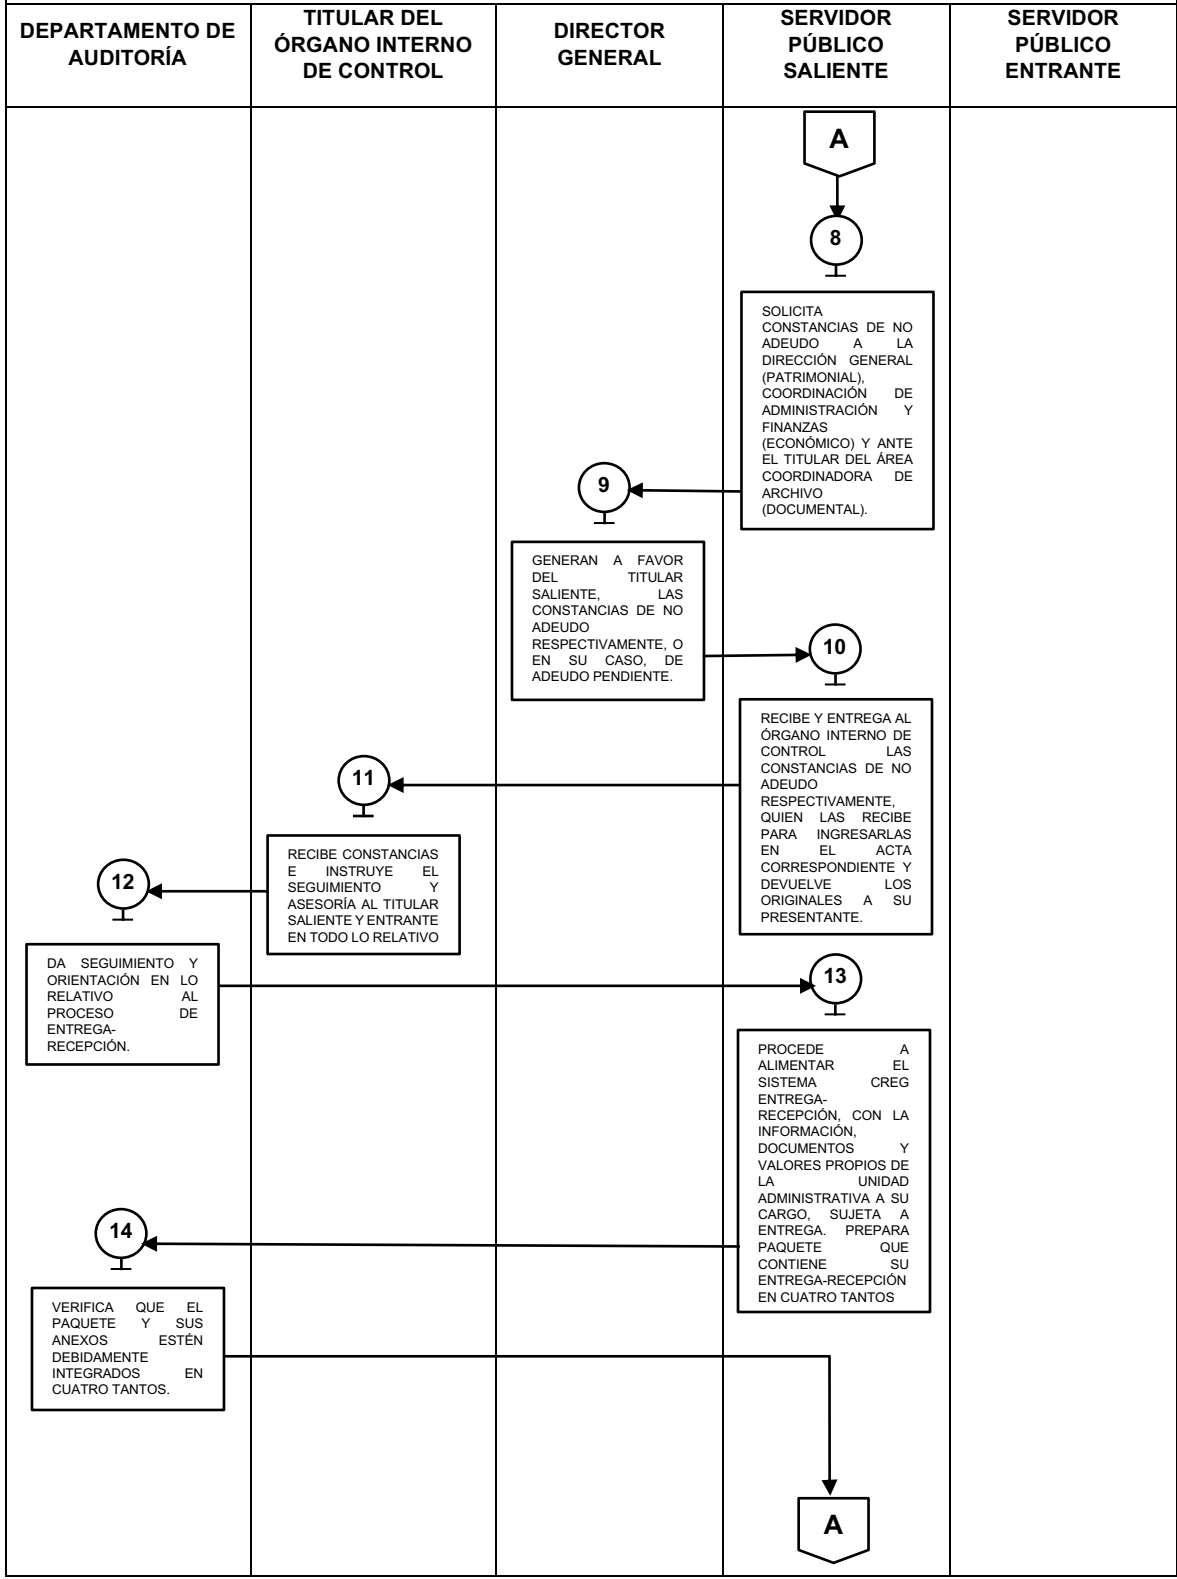 DEPARTAMENTO DE
AUDITORÍA
TITULAR DEL
ÓRGANO INTERNO
DE CONTROL
DIRECTOR
GENERAL
SERVIDOR
PÚBLICO
SALIENTE
SERVIDOR
PÚBLICO
ENTRANTE
A
8
SOLICITA
CONSTANCIAS DE NO
ADEUDO A LA
DIRECCIÓN GENERAL
(PATRIMONIAL),
COORDINACIÓN DE
ADMINISTRACIÓN Y
FINANZAS
(ECONÓMICO) Y ANTE
EL TITULAR DEL ÁREA
COORDINADORA DE
ARCHIVO
(DOCUMENTAL).
9
GENERAN A FAVOR
DEL TITULAR
SALIENTE, LAS
CONSTANCIAS DE NO
ADEUDO
RESPECTIVAMENTE, O
EN SU CASO, DE
ADEUDO PENDIENTE.
10
RECIBE Y ENTREGA AL
ÓRGANO INTERNO DE
CONTROL LAS
CONSTANCIAS DE NO
ADEUDO
RESPECTIVAMENTE,
QUIEN LAS RECIBE
PARA INGRESARLAS
EN EL ACTA
CORRESPONDIENTE Y
DEVUELVE LOS
ORIGINALES A SU
PRESENTANTE.
11
RECIBE CONSTANCIAS
E INSTRUYE EL
SEGUIMIENTO Y
ASESORÍA AL TITULAR
SALIENTE Y ENTRANTE
EN TODO LO RELATIVO
12
DA SEGUIMIENTO Y
ORIENTACIÓN EN LO
RELATIVO AL
PROCESO DE
ENTREGA-
RECEPCIÓN.
13
PROCEDE A
ALIMENTAR EL
SISTEMA CREG
ENTREGA-
RECEPCIÓN, CON LA
INFORMACIÓN,
DOCUMENTOS Y
VALORES PROPIOS DE
LA UNIDAD
ADMINISTRATIVA A SU
CARGO, SUJETA A
ENTREGA. PREPARA
PAQUETE QUE
CONTIENE SU
ENTREGA-RECEPCIÓN
EN CUATRO TANTOS
14
VERIFICA QUE EL
PAQUETE Y SUS
ANEXOS ESTÉN
DEBIDAMENTE
INTEGRADOS EN
CUATRO TANTOS.
A